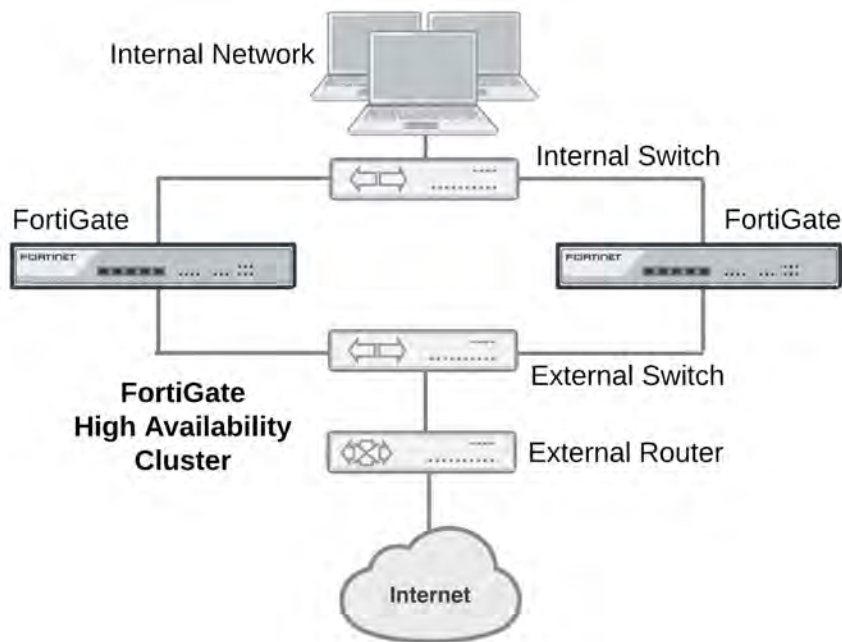 Internal Network
Internal Switch
FortiGate
FortiGate
FORTINET
FORTINET
External Switch
FortiGate
High Availability
Cluster
External Router
Internet